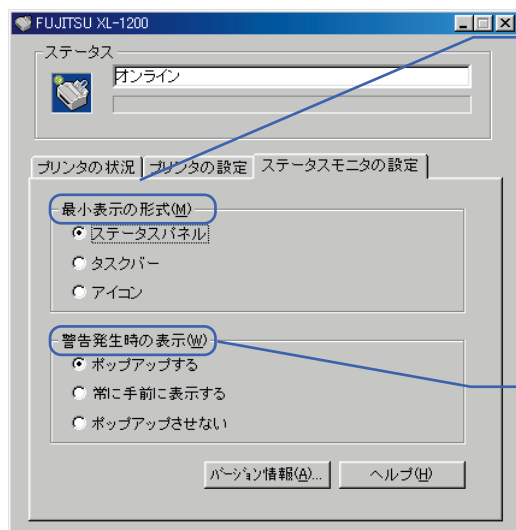 FUJITSU XL-1200
ステータス
オンライン
プリンタの状況 プリンタの設定 ステータスモニタの設定
最小表示の形式(M)
ステータスパネル
タスクバー
アイコン
警告発生時の表示(W)
ポップアップする
常に手前に表示する
ポップアップさせない
バージョン情報(A)... ヘルプ(H)